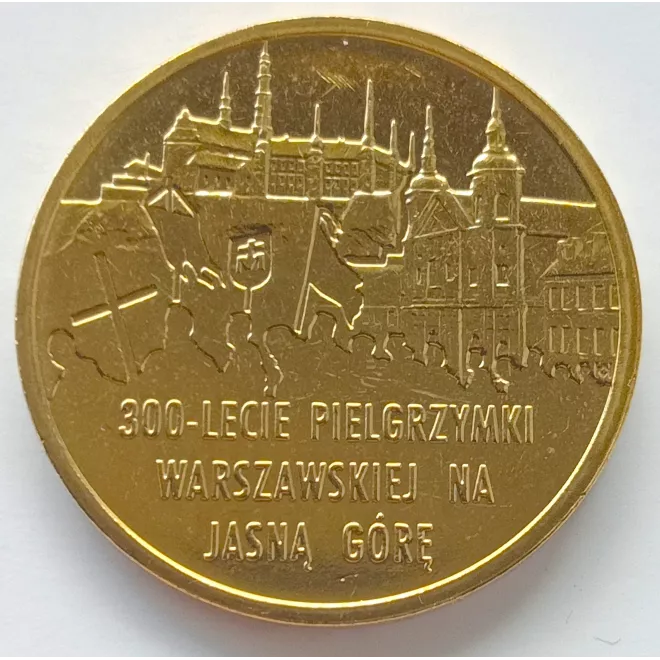 300-LECIE PIELGRZYMKI
WARSZAWSKIEJ NA
JASNĄ GÓRĘ